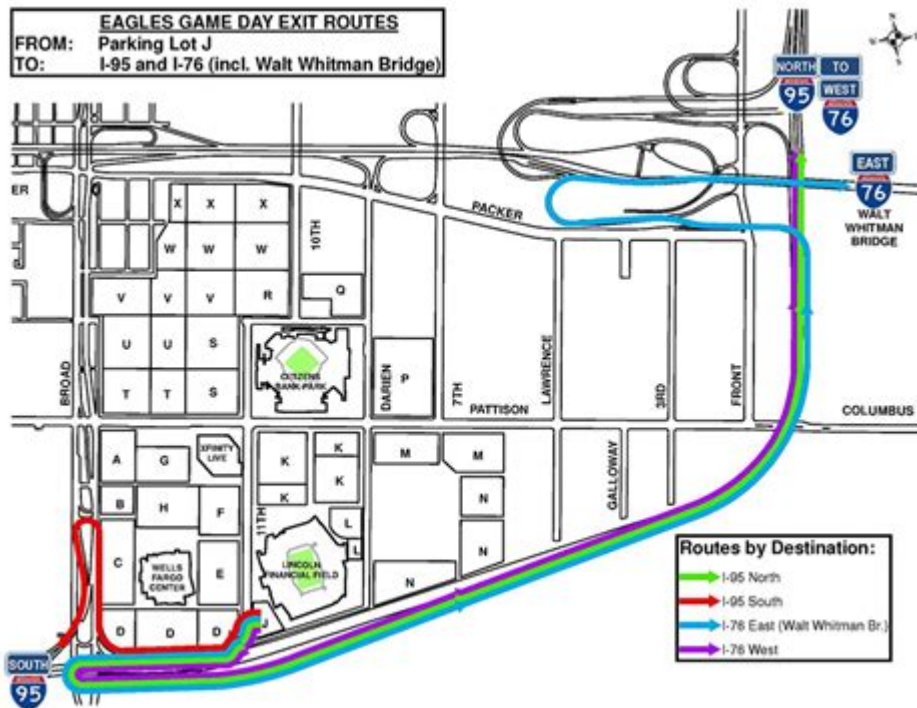 EAGLES GAME DAY EXIT ROUTES
FROM: Parking Lot J
TO: I-95 and I-76 (incl. Walt Whitman Bridge)
NORTH TO
95 WEST
76
EAST
76
WALT
WHITMAN
BRIDGE
ER
PACKER
10TH
X X X
W W W
V V V R Q
U U S
T T S
CITIZENS
BANK PARK
BROAD
DARIEN
P
7TH
LAWRENCE
3RD
FRONT
PATTISON
COLUMBUS
A G
XFINITY
LIVE
K K
K
K K
M M
B H F
11TH
L
L
N
N
N
GALLOWAY
C
WELLS
FARGO
CENTER
E
LINCOLN
FINANCIAL FIELD
D D D
J
SOUTH
95
Routes by Destination:
I-95 North
I-95 South
I-76 East (Walt Whitman Br.)
I-76 West